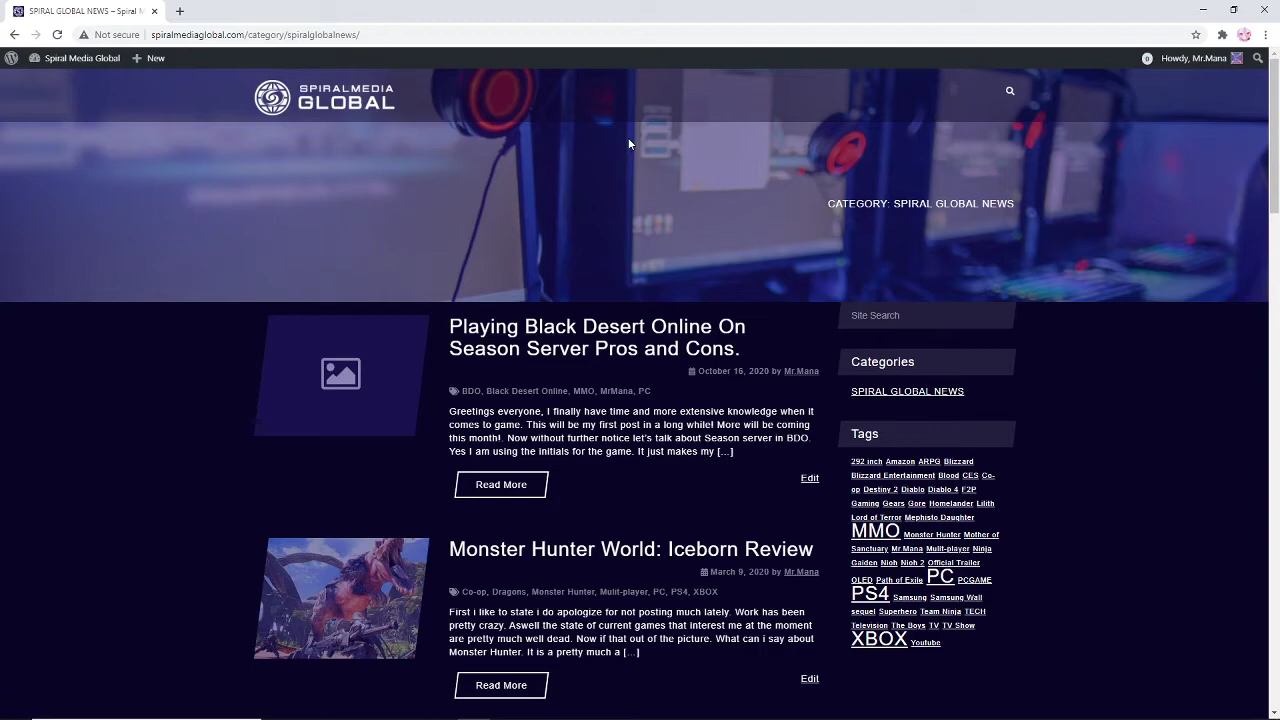 Spiral Global News – Spiral M
Not secure
spiralmediaglobal.com/category/spiralglobalnews/
Spiral Media Global
New
0
Howdy, Mr.Mana
SPIRALMEDIA
GLOBAL
CATEGORY: SPIRAL GLOBAL NEWS
Playing Black Desert Online On
Season Server Pros and Cons.
October 16, 2020 by Mr.Mana
BDO, Black Desert Online, MMO, MrMana, PC
Greetings everyone, I finally have time and more extensive knowledge when it
comes to game. This will be my first post in a long while! More will be coming
this month!. Now without further notice let's talk about Season server in BDO.
Yes I am using the initials for the game. It just makes my [...]
Read More
Edit
Monster Hunter World: Iceborn Review
March 9, 2020 by Mr.Mana
Co-op, Dragons, Monster Hunter, Mulit-player, PC, PS4, XBOX
First i like to state i do apologize for not posting much lately. Work has been
pretty crazy. Aswell the state of current games that interest me at the moment
are pretty much well dead. Now if that out of the picture. What can i say about
Monster Hunter. It is a pretty much a [...]
Read More
Edit
Site Search
Categories
SPIRAL GLOBAL NEWS
Tags
292 inch Amazon ARPG Blizzard
Blizzard Entertainment Blood CES Co-
op Destiny 2 Diablo Diablo 4 F2P
Gaming Gears Gore Homelander Lilith
Lord of Terror Mephisto Daughter
MMO Monster Hunter Mother of
Sanctuary Mr.Mana Mulit-player Ninja
Gaiden Nioh Nioh 2 Official Trailer
OLED Path of Exile PC PCGAME
PS4 Samsung Samsung Wall
sequel Superhero Team Ninja TECH
Television The Boys TV TV Show
XBOX Youtube